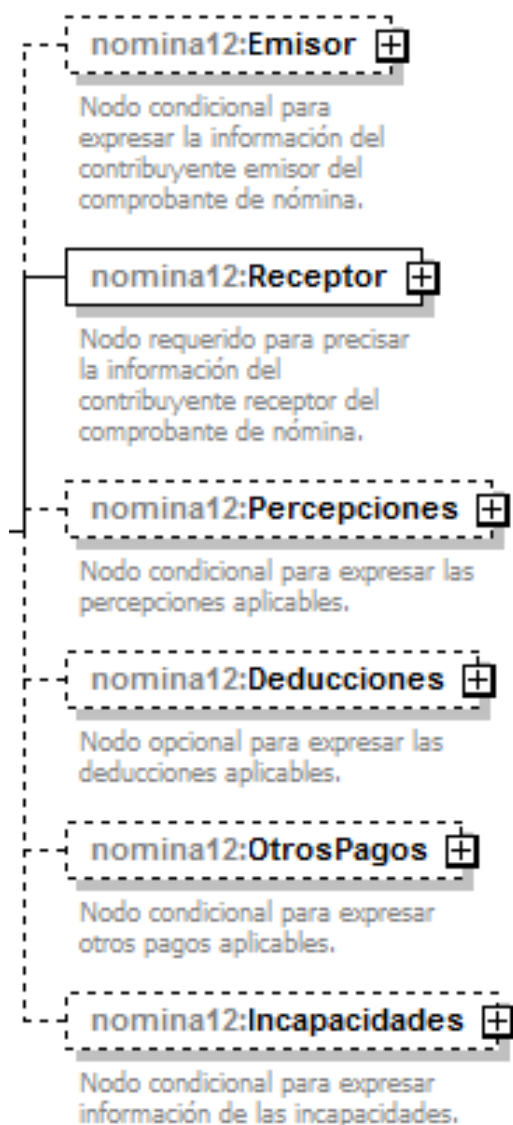 nomina12:Emisor
Nodo condicional para
expresar la información del
contribuyente emisor del
comprobante de nómina.
nomina12:Receptor
Nodo requerido para precisar
la información del
contribuyente receptor del
comprobante de nómina.
nomina12:Percepciones
Nodo condicional para expresar las
percepciones aplicables.
nomina12:Deducciones
Nodo opcional para expresar las
deducciones aplicables.
nomina12:OtrosPagos
Nodo condicional para expresar
otros pagos aplicables.
nomina12:Incapacidades
Nodo condicional para expresar
información de las incapacidades.